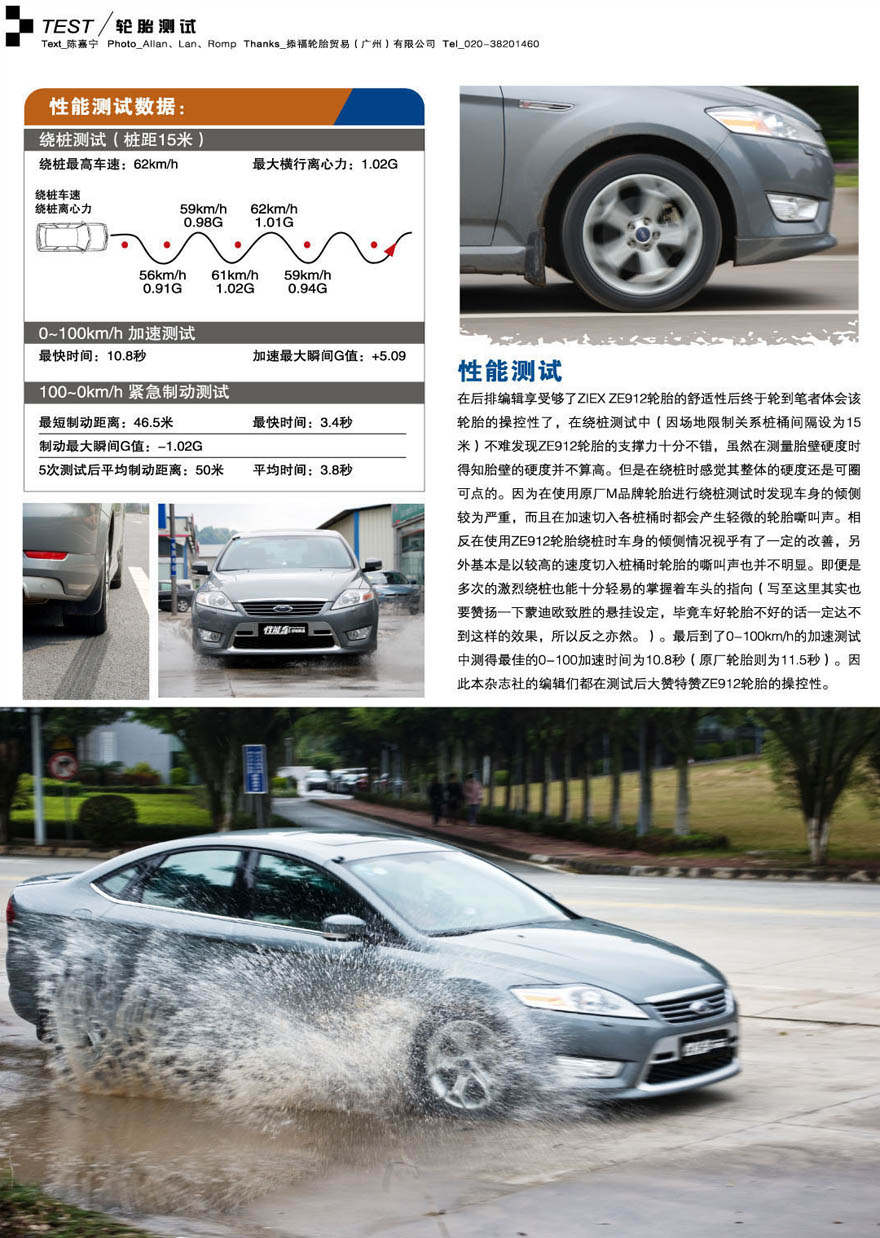 TEST/轮胎测试
Text_陈嘉宁 Photo_Allan、Lan、Romp Thanks_搽福轮胎贸易（广州）有限公司 Tel_020-38201460
性能测试数据：
绕桩测试（桩距15米）
绕桩最高车速：62km/h 最大横行离心力：1.02G
绕桩车速
绕桩离心力
59km/h 62km/h
0.98G 1.01G
56km/h 61km/h 59km/h
0.91G 1.02G 0.94G
0~100km/h 加速测试
最快时间：10.8秒 加速最大瞬间G值：+5.09
100~0km/h 紧急制动测试
最短制动距离：46.5米 最快时间：3.4秒
制动最大瞬间G值：-1.02G
5次测试后平均制动距离：50米 平均时间：3.8秒
性能测试
在后排编辑享受够了ZIEX ZE912轮胎的舒适性后终于轮到笔者体会该
轮胎的操控性了，在绕桩测试中（因场地限制关系桩桶间隔设为15
米）不难发现ZE912轮胎的支撑力十分不错，虽然在测量胎壁硬度时
得知胎壁的硬度并不算高。但是在绕桩时感觉其整体的硬度还是可圈
可点的。因为在使用原厂M品牌轮胎进行绕桩测试时发现车身的倾侧
较为严重，而且在加速切入各桩桶时都会产生轻微的轮胎嘶叫声。相
反在使用ZE912轮胎绕桩时车身的倾侧情况视乎有了一定的改善，另
外基本是以较高的速度切入桩桶时轮胎的嘶叫声也并不明显。即便是
多次的激烈绕桩也能十分轻易的掌握着车头的指向（写至这里其实也
要赞扬一下蒙迪欧致胜的悬挂设定，毕竟车好轮胎不好的话一定达不
到这样的效果，所以反之亦然。）。最后到了0-100km/h的加速测试
中测得最佳的0-100加速时间为10.8秒（原厂轮胎则为11.5秒）。因
此本杂志社的编辑们都在测试后大赞特赞ZE912轮胎的操控性。
性能车